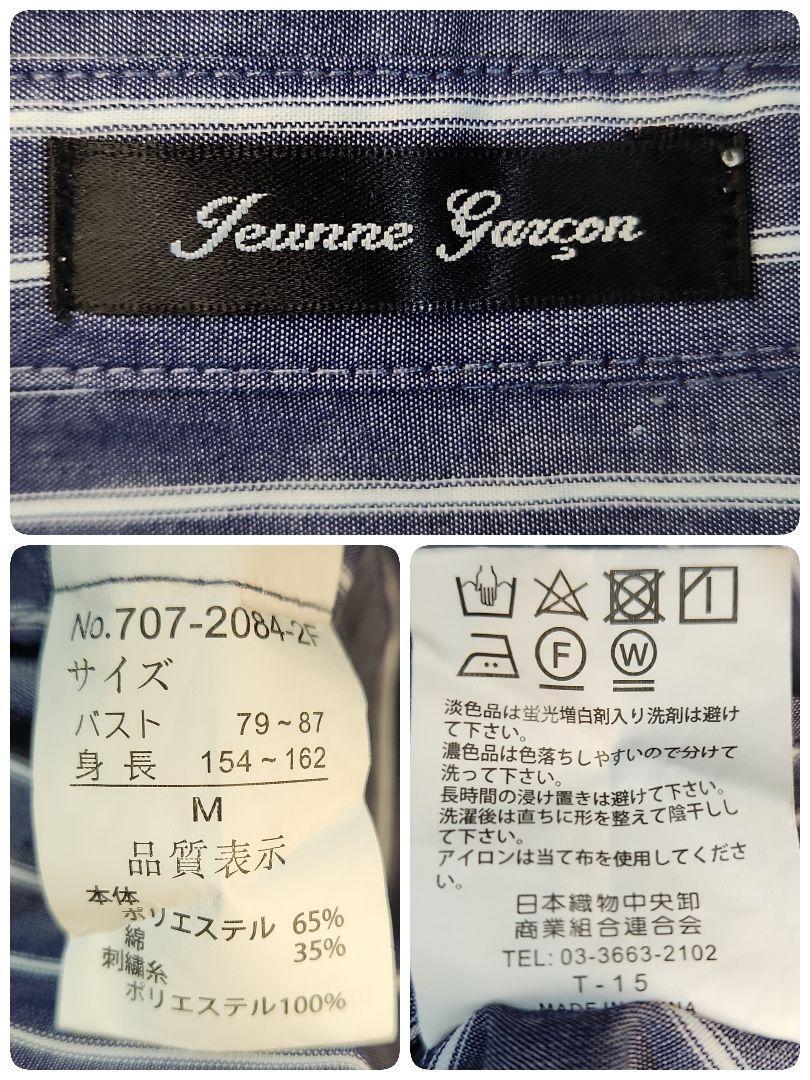 Jeunne Garçon
No.707-2084-2F
サイズ
バスト 79~87
身長 154~162
M
品質表示
本体
ポリエステル 65%
綿 35%
刺繍糸
ポリエステル100%
F
W
淡色品は蛍光増白剤入り洗剤は避け
て下さい。
濃色品は色落ちしやすいので分けて
洗って下さい。
長時間の浸け置きは避けて下さい。
洗濯後は直ちに形を整えて陰干しし
て下さい。
アイロンは当て布を使用してくださ
い。
日本織物中央卸
商業組合連合会
TEL: 03-3663-2102
T-15
MADE IN CHINA